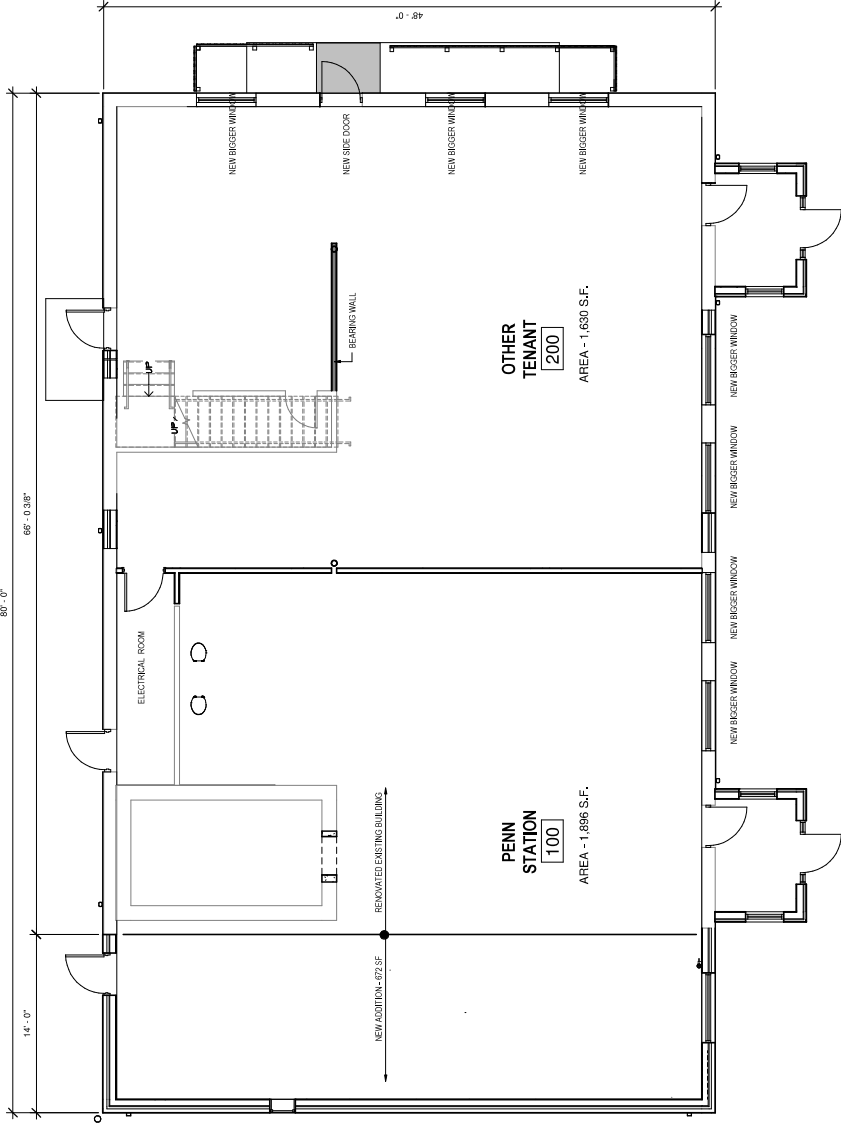 48' - 0"
NEW BIGGER WINDOW
NEW SIDE DOOR
NEW BIGGER WINDOW
NEW BIGGER WINDOW
BEARING WALL
UP
UP
OTHER
TENANT
200
AREA - 1,630 S.F.
NEW BIGGER WINDOW
NEW BIGGER WINDOW
NEW BIGGER WINDOW
NEW BIGGER WINDOW
66' - 0 3/8"
80' - 0"
14' - 0"
ELECTRICAL ROOM
RENOVATED EXISTING BUILDING
NEW ADDITION - 672 SF
PENN
STATION
100
AREA - 1,896 S.F.